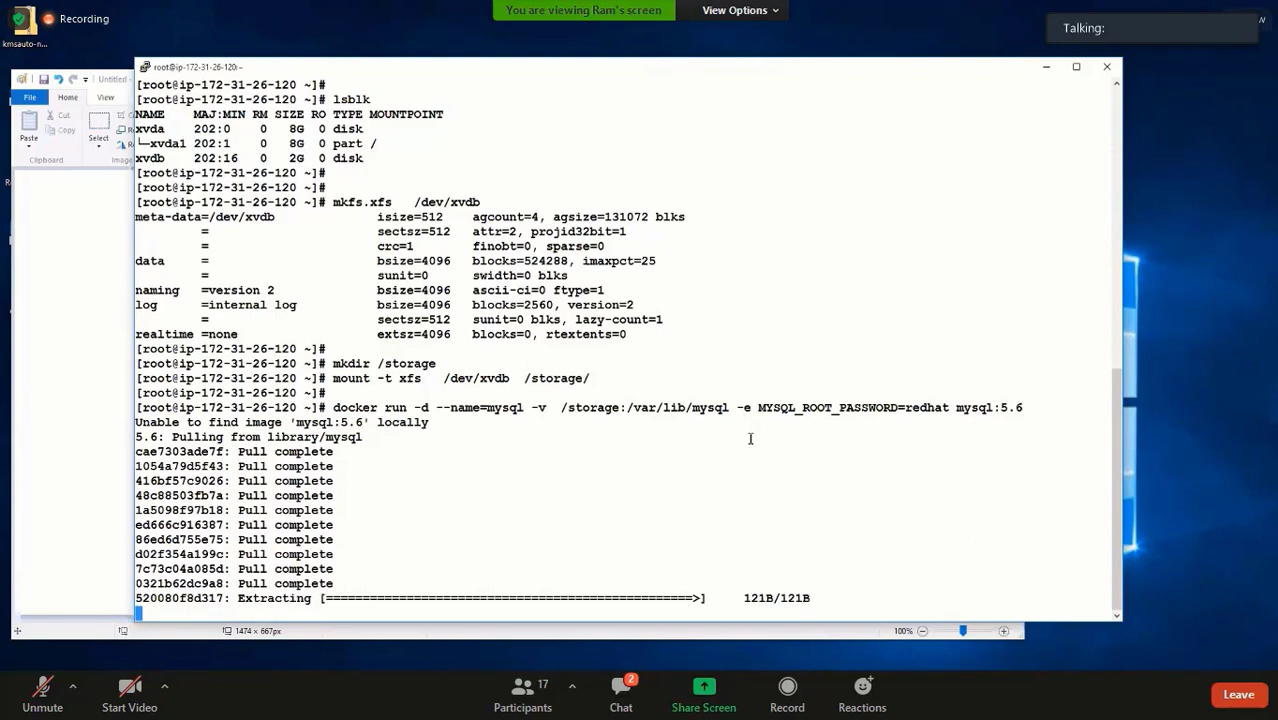 You are viewing Ram's screen
View Options
Recording
Talking:
kmsauto-n...
root@ip-172-31-26-120:~
Untitled -
File
Home
View
Paste
Cut
Copy
Select
Clipboard
[root@ip-172-31-26-120 ~]#
[root@ip-172-31-26-120 ~]# lsblk
NAME    MAJ:MIN RM SIZE RO TYPE MOUNTPOINT
xvda    202:0    0   8G  0 disk
└─xvda1 202:1    0   8G  0 part /
xvdb    202:16   0   2G  0 disk
[root@ip-172-31-26-120 ~]#
[root@ip-172-31-26-120 ~]#
[root@ip-172-31-26-120 ~]# mkfs.xfs   /dev/xvdb
meta-data=/dev/xvdb              isize=512    agcount=4, agsize=131072 blks
         =                       sectsz=512   attr=2, projid32bit=1
         =                       crc=1        finobt=0, sparse=0
data     =                       bsize=4096   blocks=524288, imaxpct=25
         =                       sunit=0      swidth=0 blks
naming   =version 2              bsize=4096   ascii-ci=0 ftype=1
log      =internal log           bsize=4096   blocks=2560, version=2
         =                       sectsz=512   sunit=0 blks, lazy-count=1
realtime =none                   extsz=4096   blocks=0, rtextents=0
[root@ip-172-31-26-120 ~]#
[root@ip-172-31-26-120 ~]# mkdir /storage
[root@ip-172-31-26-120 ~]# mount -t xfs   /dev/xvdb  /storage/
[root@ip-172-31-26-120 ~]#
[root@ip-172-31-26-120 ~]# docker run -d --name=mysql -v  /storage:/var/lib/mysql -e MYSQL_ROOT_PASSWORD=redhat mysql:5.6
Unable to find image 'mysql:5.6' locally
5.6: Pulling from library/mysql
cae7303ade7f: Pull complete
1054a79d5f43: Pull complete
416bf57c9026: Pull complete
48c88503fb7a: Pull complete
1a5098f97b18: Pull complete
ed666c916387: Pull complete
86ed6d755e75: Pull complete
d02f354a199c: Pull complete
7c73c04a085d: Pull complete
0321b62dc9a8: Pull complete
520080f8d317: Extracting [==================================================>]     121B/121B
1474 × 667px
100%
Unmute
Start Video
17
Participants
2
Chat
Share Screen
Record
Reactions
Leave